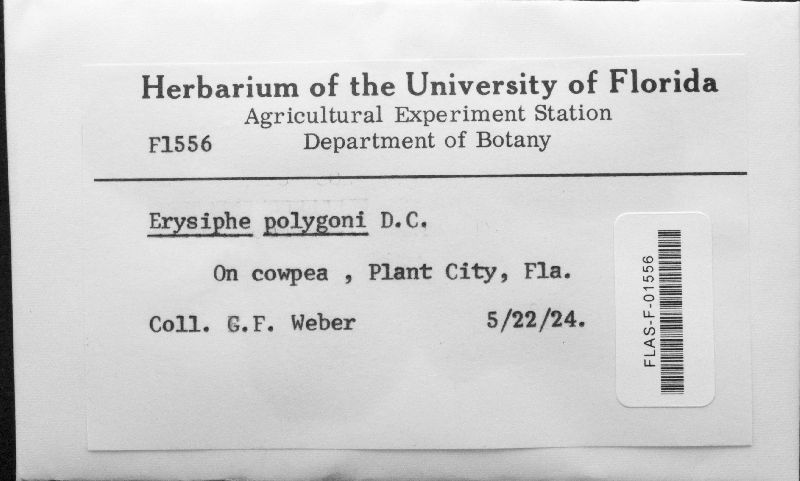 Herbarium of the University of Florida
Agricultural Experiment Station
F1556 Department of Botany
Erysiphe polygoni D.C.
On cowpea , Plant City, Fla.
Coll. G.F. Weber 5/22/24.
FLAS-F-01556